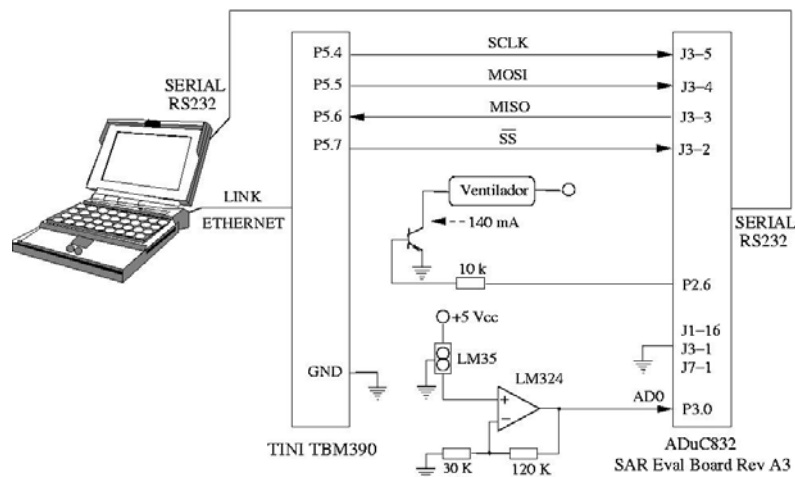 SERIAL
RS232
LINK
ETHERNET
P5.4
P5.5
P5.6
P5.7
GND
TINI TBM390
SCLK
MOSI
MISO
SS
Ventilador
140 mA
10 k
+5 Vcc
LM35
LM324
+
−
30 K
120 K
AD0
J3−5
J3−4
J3−3
J3−2
P2.6
J1−16
J3−1
J7−1
P3.0
SERIAL
RS232
ADuC832
SAR Eval Board Rev A3